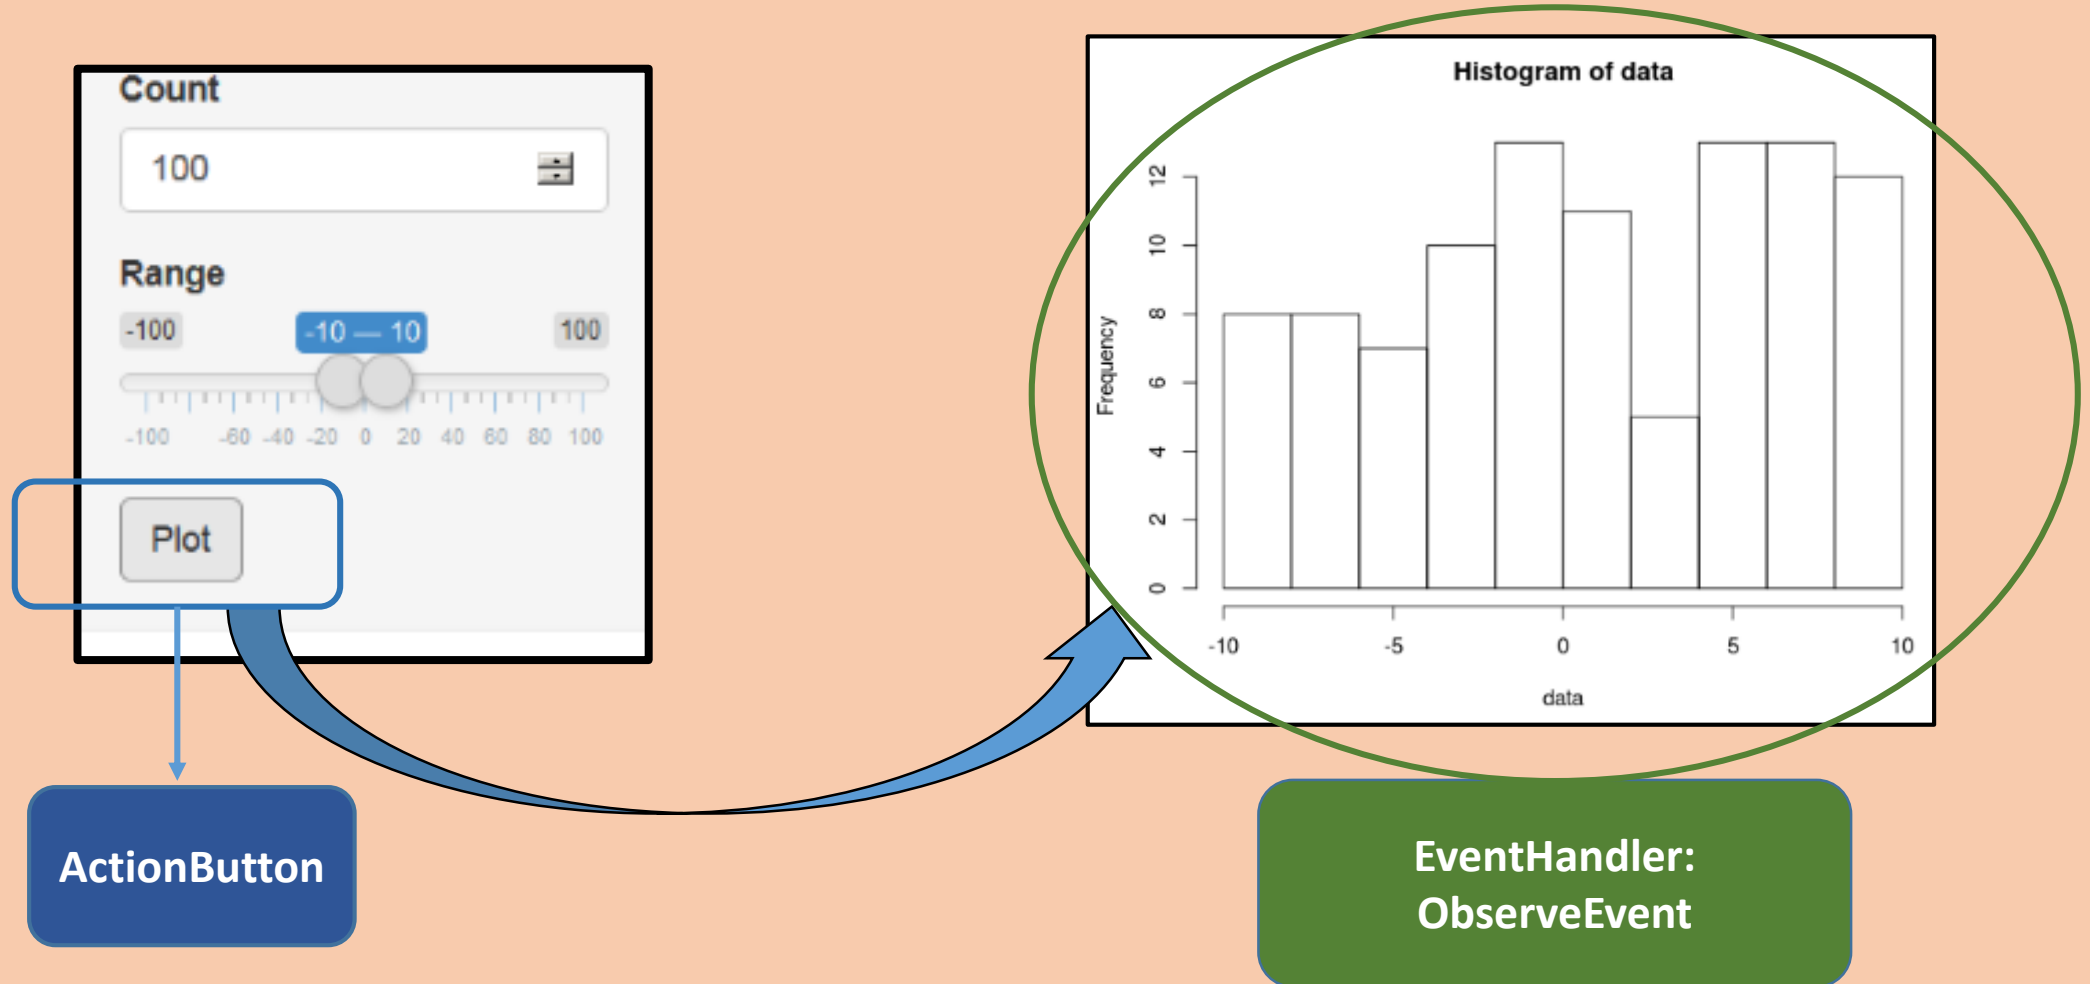 Count
100
Range
-100
-10 — 10
100
-100 -60 -40 -20 0 20 40 60 80 100
Plot
ActionButton
Histogram of data
Frequency
12
10
8
6
4
2
0
-10 -5 0 5 10
data
EventHandler:
ObserveEvent